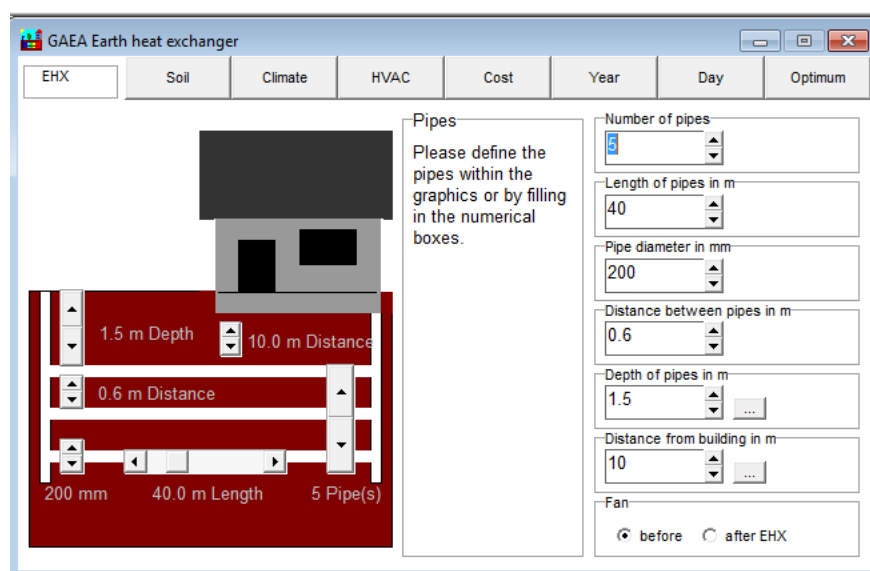 GAEA Earth heat exchanger
EHX Soil Climate HVAC Cost Year Day Optimum
1.5 m Depth
10.0 m Distance
0.6 m Distance
200 mm
40.0 m Length
5 Pipe(s)
Pipes
Please define the
pipes within the
graphics or by filling
in the numerical
boxes.
Number of pipes
5
Length of pipes in m
40
Pipe diameter in mm
200
Distance between pipes in m
0.6
Depth of pipes in m
1.5
...
Distance from building in m
10
...
Fan
before after EHX